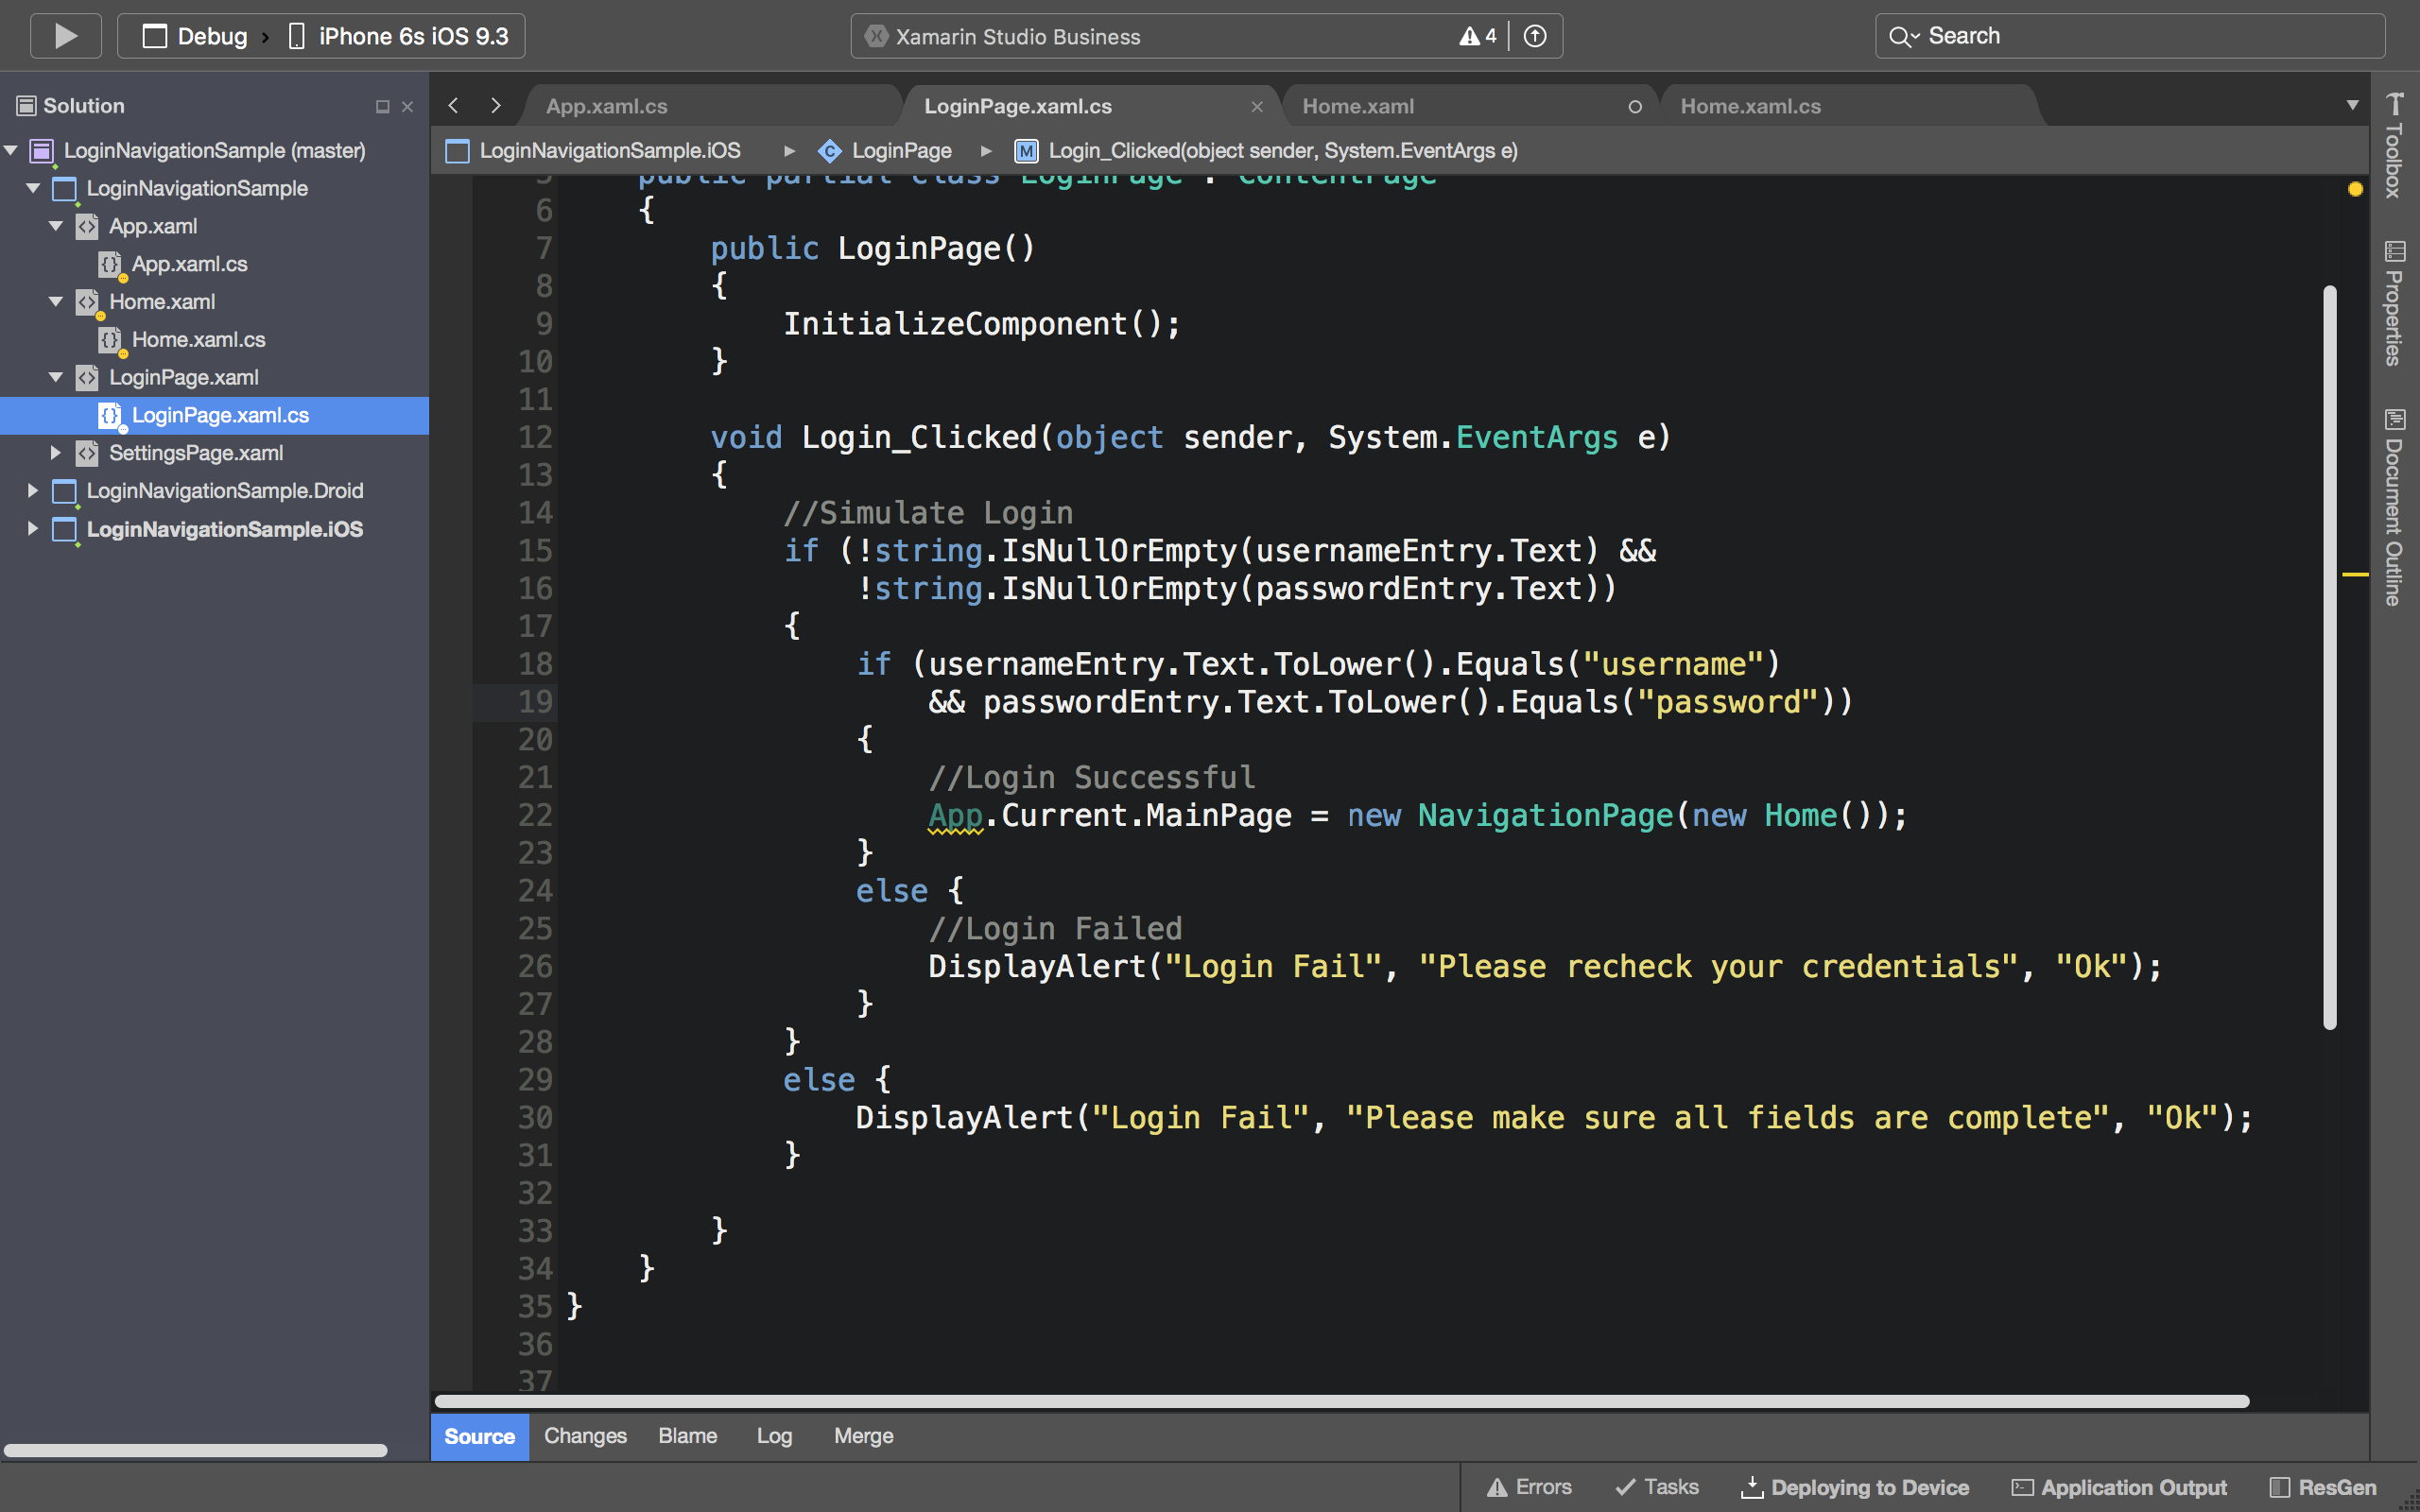 Debug > iPhone 6s iOS 9.3
Xamarin Studio Business
4
Search
Solution
LoginNavigationSample (master)
LoginNavigationSample
App.xaml
App.xaml.cs
Home.xaml
Home.xaml.cs
LoginPage.xaml
LoginPage.xaml.cs
SettingsPage.xaml
LoginNavigationSample.Droid
LoginNavigationSample.iOS
App.xaml.cs
LoginPage.xaml.cs
Home.xaml
Home.xaml.cs
LoginNavigationSample.iOS
LoginPage
M Login_Clicked(object sender, System.EventArgs e)
5 public partial class LoginPage : ContentPage
6 {
7 public LoginPage()
8 {
9 InitializeComponent();
10 }
11
12 void Login_Clicked(object sender, System.EventArgs e)
13 {
14 //Simulate Login
15 if (!string.IsNullOrEmpty(usernameEntry.Text) &&
16 !string.IsNullOrEmpty(passwordEntry.Text))
17 {
18 if (usernameEntry.Text.ToLower().Equals("username")
19 && passwordEntry.Text.ToLower().Equals("password"))
20 {
21 //Login Successful
22 App.Current.MainPage = new NavigationPage(new Home());
23 }
24 else {
25 //Login Failed
26 DisplayAlert("Login Fail", "Please recheck your credentials", "Ok");
27 }
28 }
29 else {
30 DisplayAlert("Login Fail", "Please make sure all fields are complete", "Ok");
31 }
32
33 }
34 }
35 }
36
37
Toolbox
Properties
Document Outline
Source
Changes
Blame
Log
Merge
Errors
Tasks
Deploying to Device
Application Output
ResGen